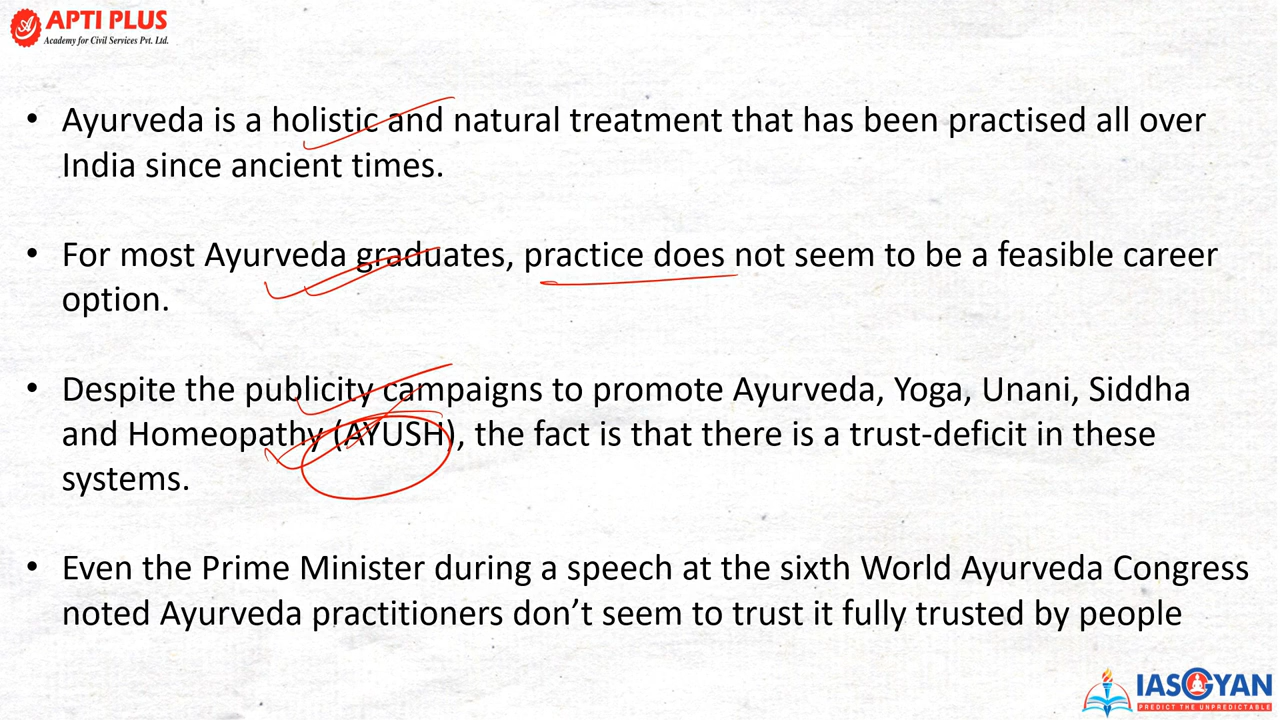 APTI PLUS
Academy for Civil Services Pvt. Ltd.
• Ayurveda is a holistic and natural treatment that has been practised all over
India since ancient times.
• For most Ayurveda graduates, practice does not seem to be a feasible career
option.
• Despite the publicity campaigns to promote Ayurveda, Yoga, Unani, Siddha
and Homeopathy (AYUSH), the fact is that there is a trust-deficit in these
systems.
• Even the Prime Minister during a speech at the sixth World Ayurveda Congress
noted Ayurveda practitioners don’t seem to trust it fully trusted by people
IASGYAN
PREDICT THE UNPREDICTABLE